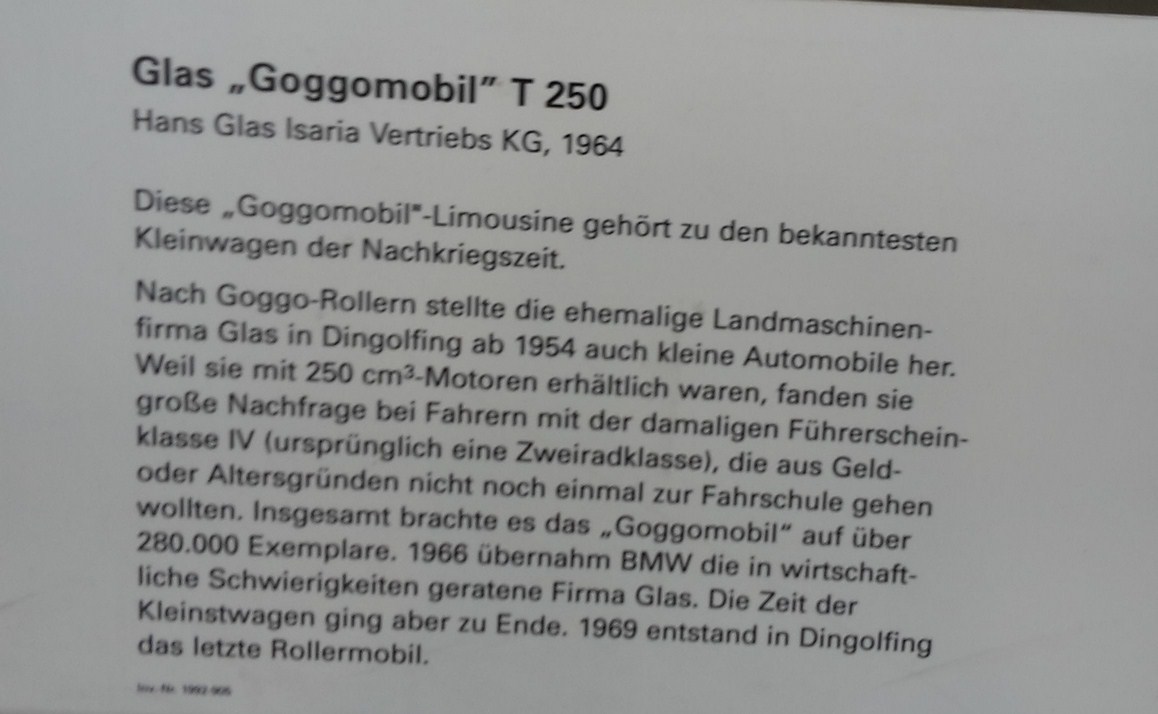 Glas „Goggomobil” T 250
Hans Glas Isaria Vertriebs KG, 1964
Diese „Goggomobil"-Limousine gehört zu den bekanntesten
Kleinwagen der Nachkriegszeit.
Nach Goggo-Rollern stellte die ehemalige Landmaschinen-
firma Glas in Dingolfing ab 1954 auch kleine Automobile her.
Weil sie mit 250 cm³-Motoren erhältlich waren, fanden sie
große Nachfrage bei Fahrern mit der damaligen Führerschein-
klasse IV (ursprünglich eine Zweiradklasse), die aus Geld-
oder Altersgründen nicht noch einmal zur Fahrschule gehen
wollten. Insgesamt brachte es das „Goggomobil“ auf über
280.000 Exemplare. 1966 übernahm BMW die in wirtschaft-
liche Schwierigkeiten geratene Firma Glas. Die Zeit der
Kleinstwagen ging aber zu Ende. 1969 entstand in Dingolfing
das letzte Rollermobil.
Inv.-Nr.